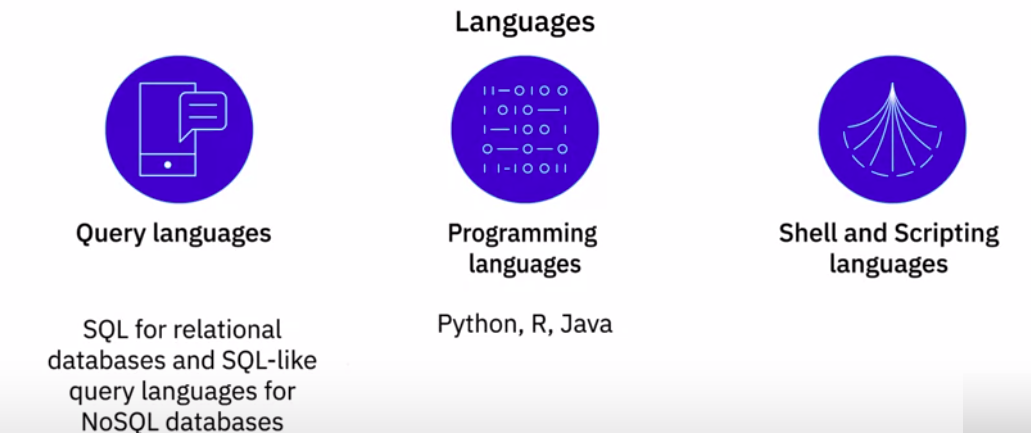 Languages
Query languages
Programming
languages
Shell and Scripting
languages
SQL for relational
databases and SQL-like
query languages for
NoSQL databases
Python, R, Java